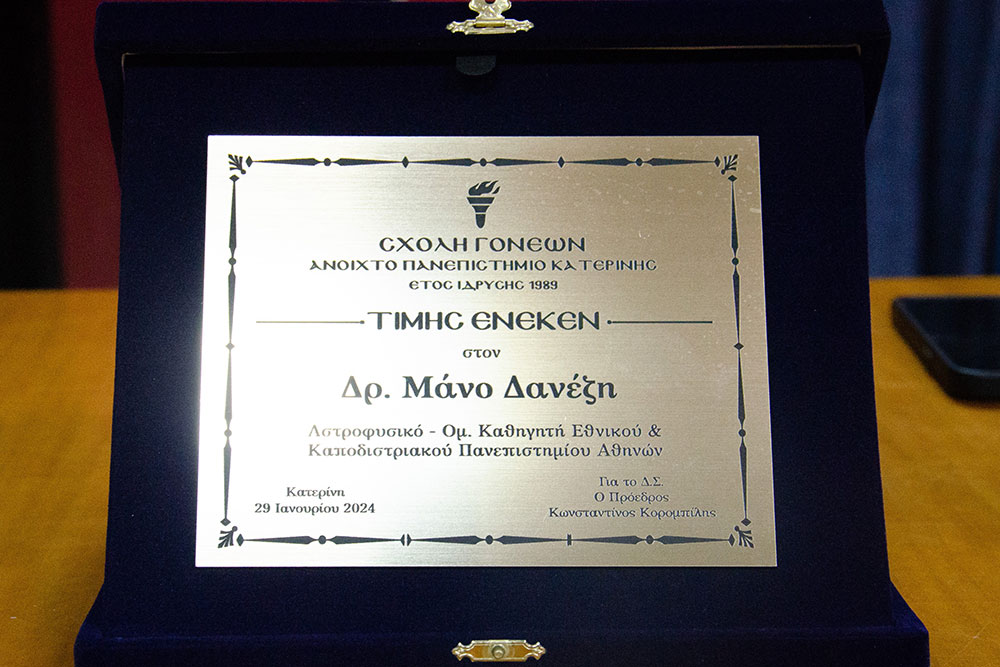 ΣΧΟΛΗ ΓΟΝΕΩΝ
ΑΝΟΙΧΤΟ ΠΑΝΕΠΙΣΤΗΜΙΟ ΚΑΤΕΡΙΝΗΣ
ΕΤΟΣ ΙΔΡΥΣΗΣ 1989
ΤΙΜΗΣ ΕΝΕΚΕΝ
στον
Δρ. Μάνο Δανέζη
Αστροφυσικό - Ομ. Καθηγητή Εθνικού &
Καποδιστριακού Πανεπιστημίου Αθηνών
Κατερίνη
29 Ιανουρίου 2024
Για το Δ.Σ.
Ο Πρόεδρος
Κωνσταντίνος Κορομπίλης